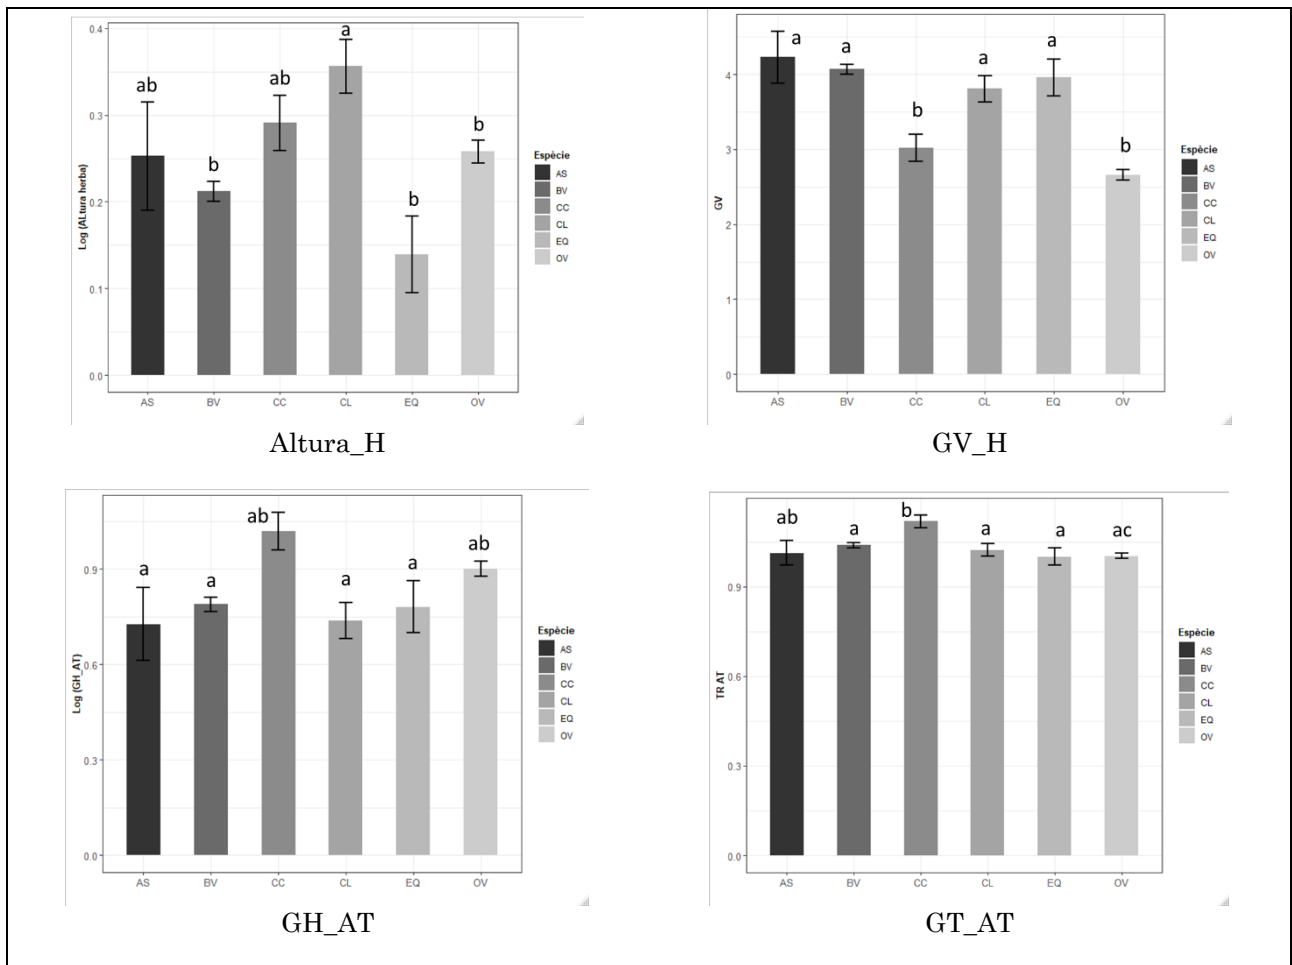 0.4
0.3
0.2
0.1
0.0
Log (ALtura herba)
ab
b
ab
a
b
b
AS BV CC CL EQ OV
Espècie
AS
BV
CC
CL
EQ
OV
Altura_H
4
3
2
1
0
GV
a
a
b
a
a
b
AS BV CC CL EQ OV
Espècie
AS
BV
CC
CL
EQ
OV
GV_H
0.9
0.6
0.3
0.0
Log (GH_AT)
a
a
ab
a
a
ab
AS BV CC CL EQ OV
Espècie
AS
BV
CC
CL
EQ
OV
GH_AT
0.9
0.6
0.3
0.0
TR AT
ab
a
b
a
a
ac
AS BV CC CL EQ OV
Espècie
AS
BV
CC
CL
EQ
OV
GT_AT